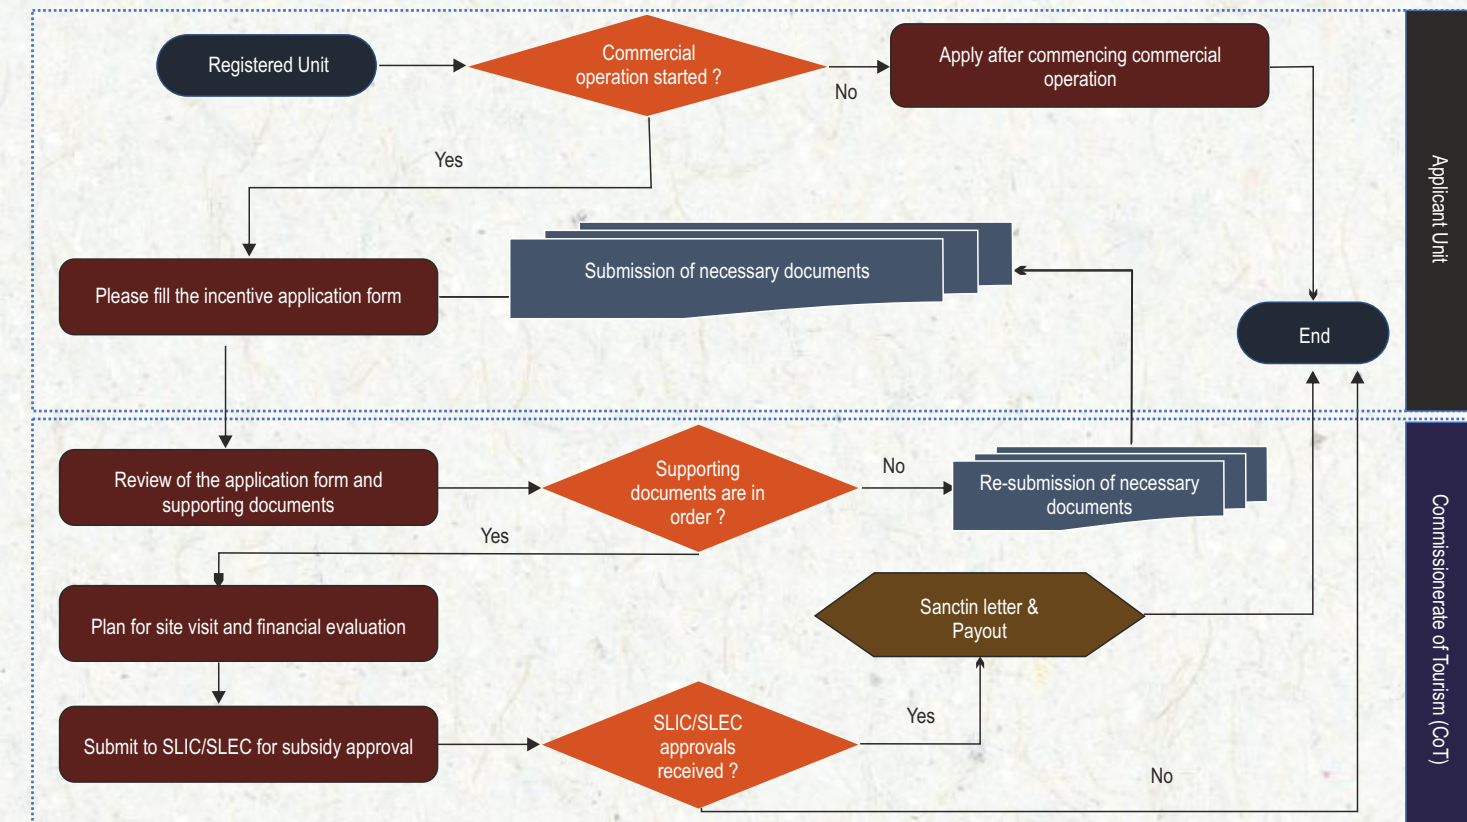 Registered Unit
Commercial
operation started ?
No
Apply after commencing commercial
operation
Yes
Applicant Unit
Please fill the incentive application form
Submission of necessary documents
End
Review of the application form and
supporting documents
Supporting
documents are in
order ?
No
Re-submission of necessary
documents
Yes
Plan for site visit and financial evaluation
Sanctin letter &
Payout
Commissionerate of Tourism (CoT)
Submit to SLIC/SLEC for subsidy approval
SLIC/SLEC
approvals
received ?
Yes
No